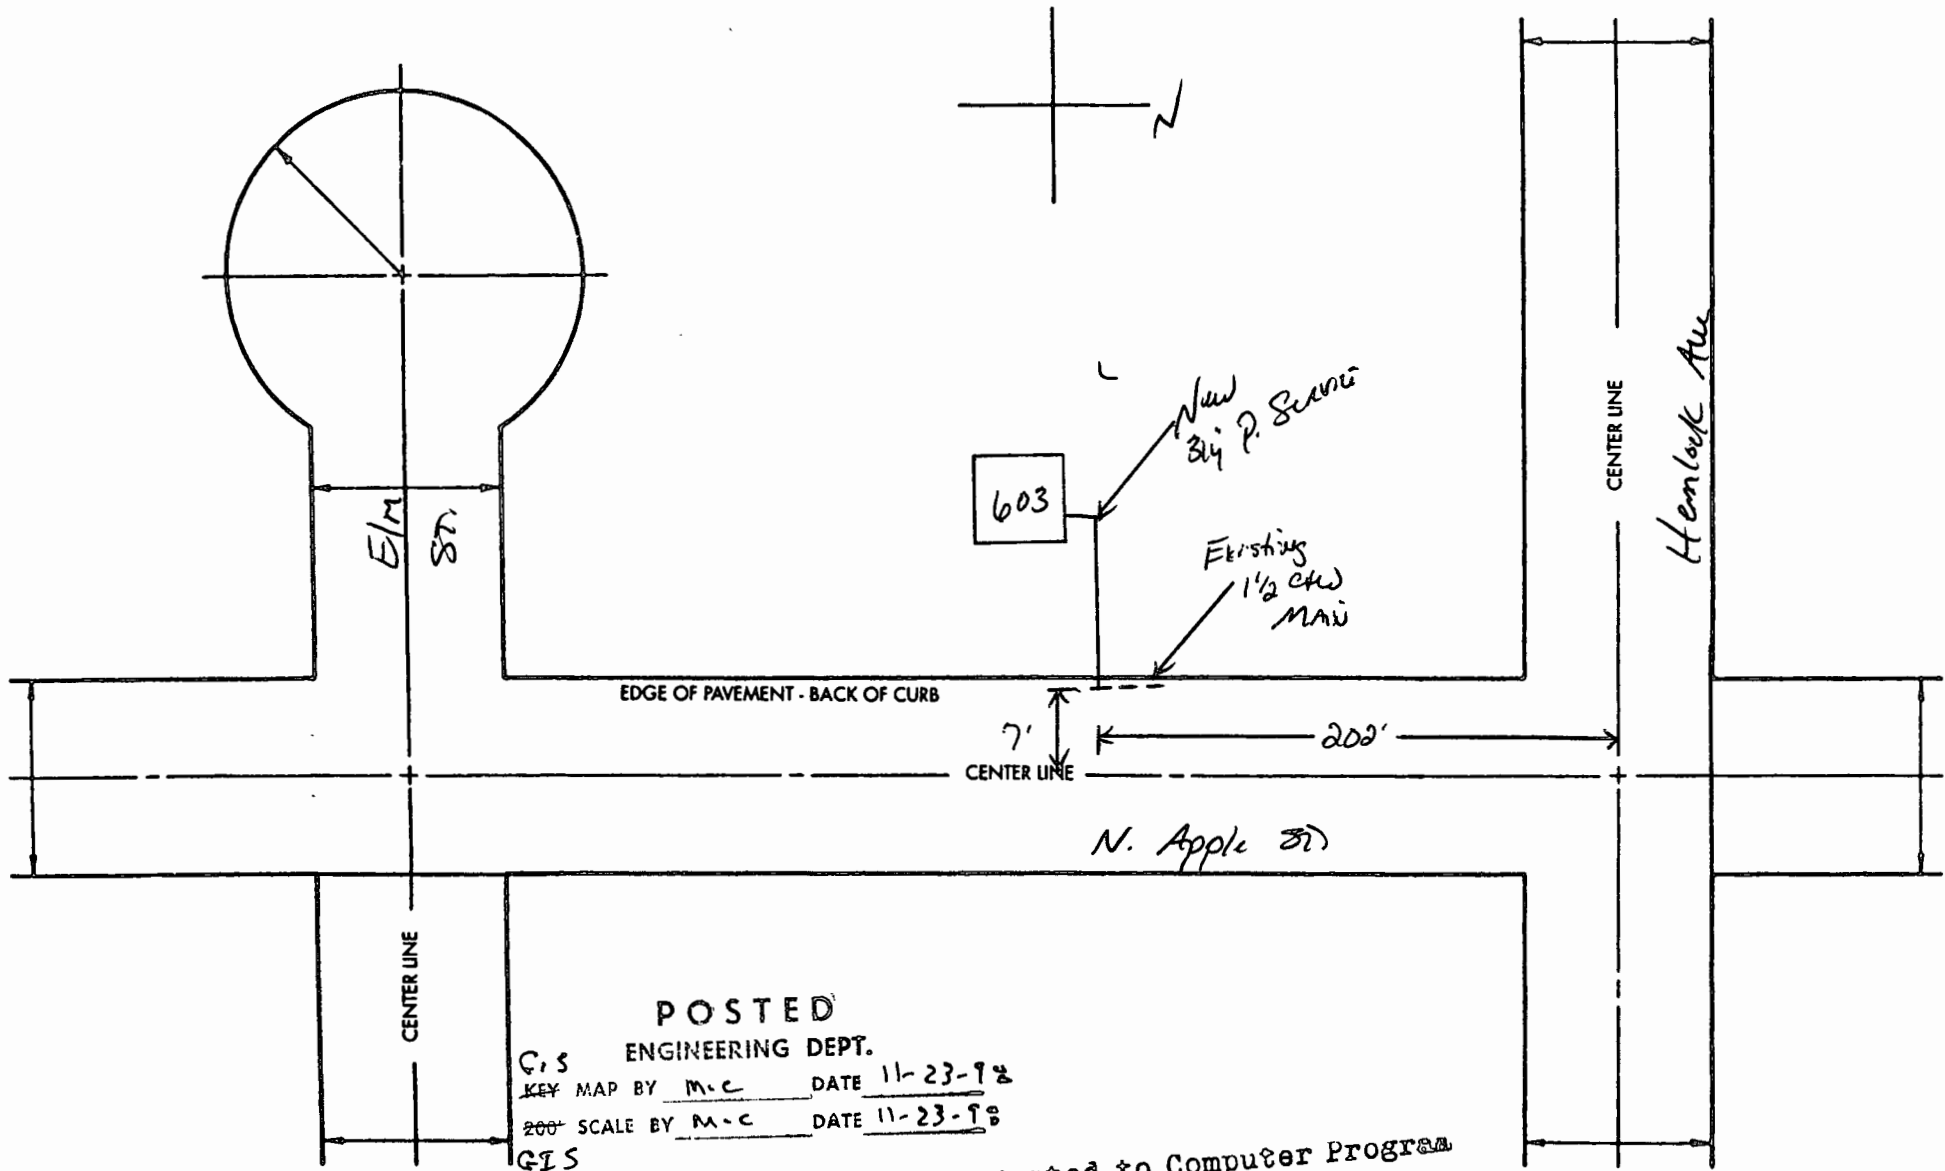 N
New
3/4 P. Service
603
Existing
1 1/2 CHW
MAIN
Elm
ST.
CENTER LINE
Hemlock Ave
EDGE OF PAVEMENT - BACK OF CURB
7'
202'
CENTER LINE
N. Apple ST
CENTER LINE
POSTED
ENGINEERING DEPT.
GIS
KEY MAP BY M.C DATE 11-23-98
200' SCALE BY M.C DATE 11-23-98
GIS
to Computer Program